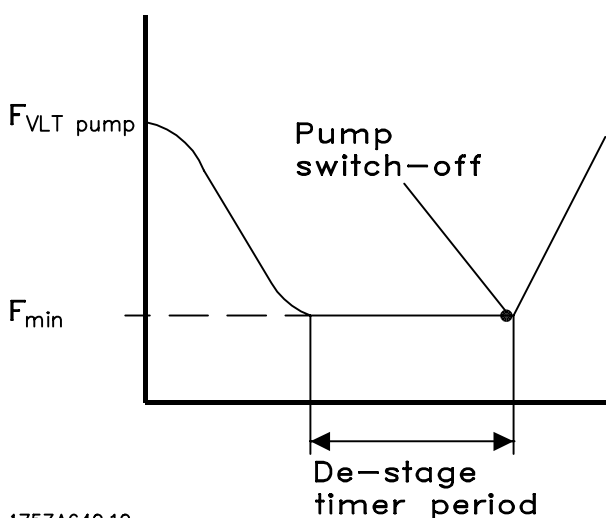 F VLT pump
Pump
switch-off
F min
De-stage
timer period